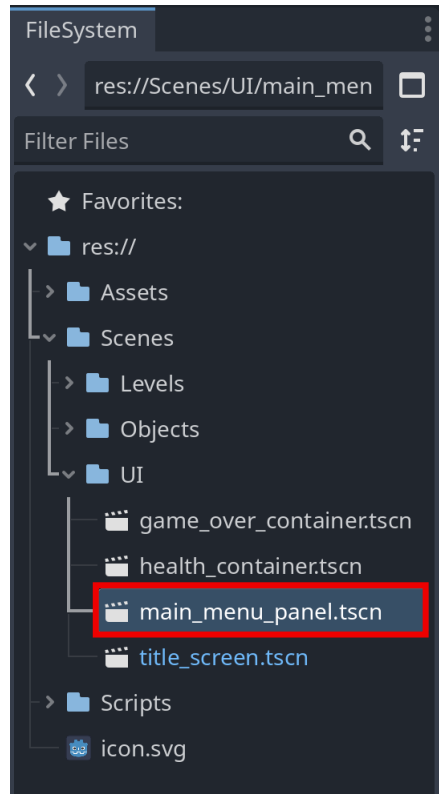 FileSystem
res://Scenes/UI/main_men
Filter Files
Favorites:
res://
Assets
Scenes
Levels
Objects
UI
game_over_container.tscn
health_container.tscn
main_menu_panel.tscn
title_screen.tscn
Scripts
icon.svg